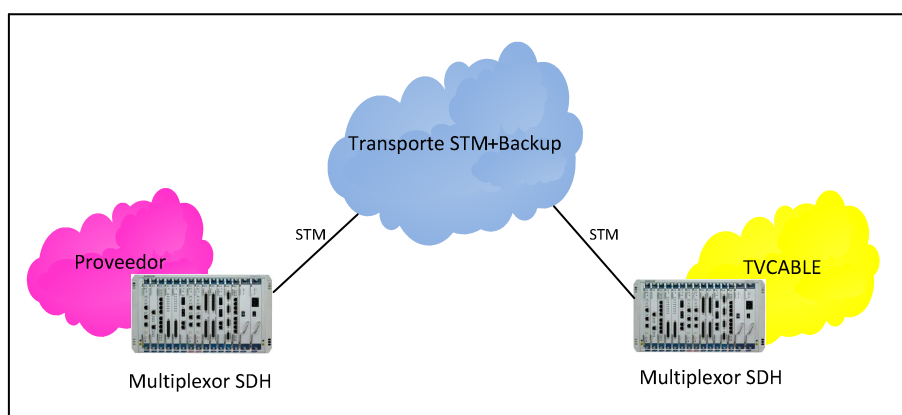 Transporte STM+Backup
STM
STM
Proveedor
TVCABLE
Multiplexor SDH
Multiplexor SDH